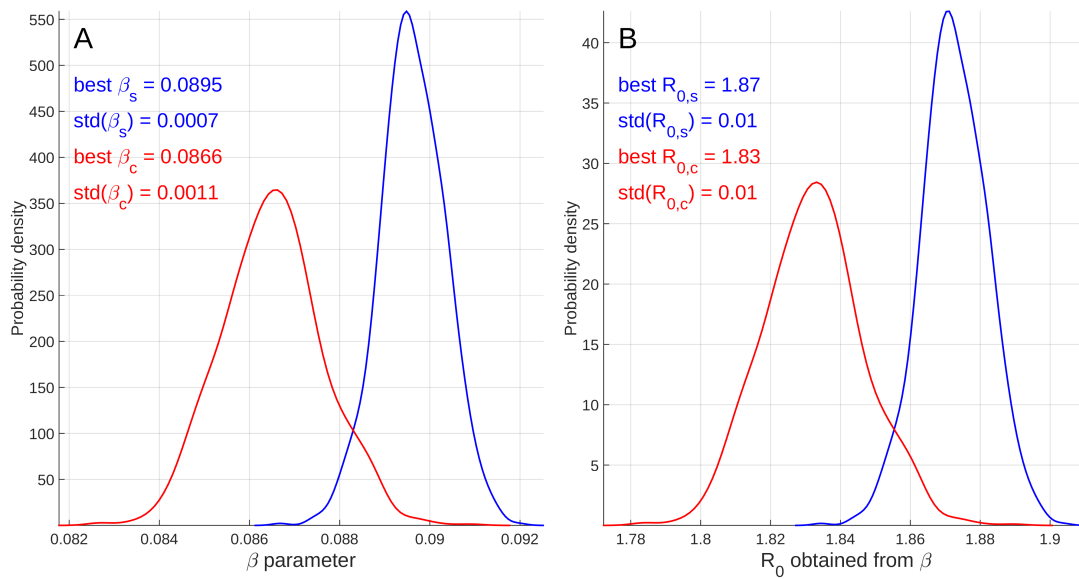 A
best βs = 0.0895
std(βs) = 0.0007
best βc = 0.0866
std(βc) = 0.0011
Probability density
550
500
450
400
350
300
250
200
150
100
50
0.082 0.084 0.086 0.088 0.09 0.092
β parameter
B
best R0,s = 1.87
std(R0,s) = 0.01
best R0,c = 1.83
std(R0,c) = 0.01
Probability density
40
35
30
25
20
15
10
5
1.78 1.8 1.82 1.84 1.86 1.88 1.9
R0 obtained from β